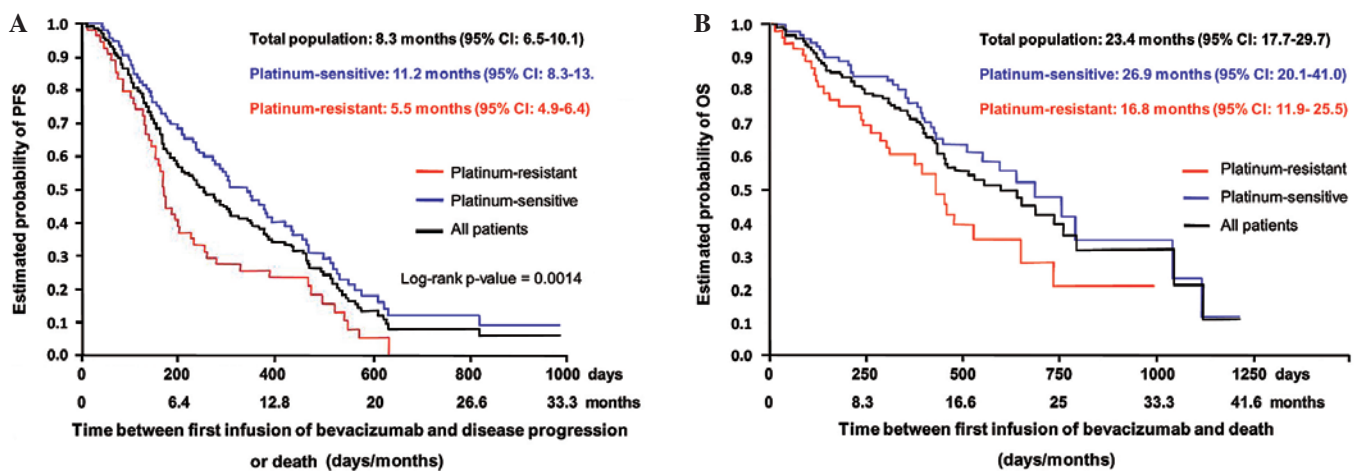 A
Estimated probability of PFS
1.0
0.9
0.8
0.7
0.6
0.5
0.4
0.3
0.2
0.1
0.0
Total population: 8.3 months (95% CI: 6.5-10.1)
Platinum-sensitive: 11.2 months (95% CI: 8.3-13.
Platinum-resistant: 5.5 months (95% CI: 4.9-6.4)
Platinum-resistant
Platinum-sensitive
All patients
Log-rank p-value = 0.0014
0 200 400 600 800 1000 days
0 6.4 12.8 20 26.6 33.3 months
Time between first infusion of bevacizumab and disease progression
or death (days/months)
B
Estimated probability of OS
1.0
0.9
0.8
0.7
0.6
0.5
0.4
0.3
0.2
0.1
0.0
Total population: 23.4 months (95% CI: 17.7-29.7)
Platinum-sensitive: 26.9 months (95% CI: 20.1-41.0)
Platinum-resistant: 16.8 months (95% CI: 11.9- 25.5)
Platinum-resistant
Platinum-sensitive
All patients
0 250 500 750 1000 1250 days
0 8.3 16.6 25 33.3 41.6 months
Time between first infusion of bevacizumab and death
(days/months)